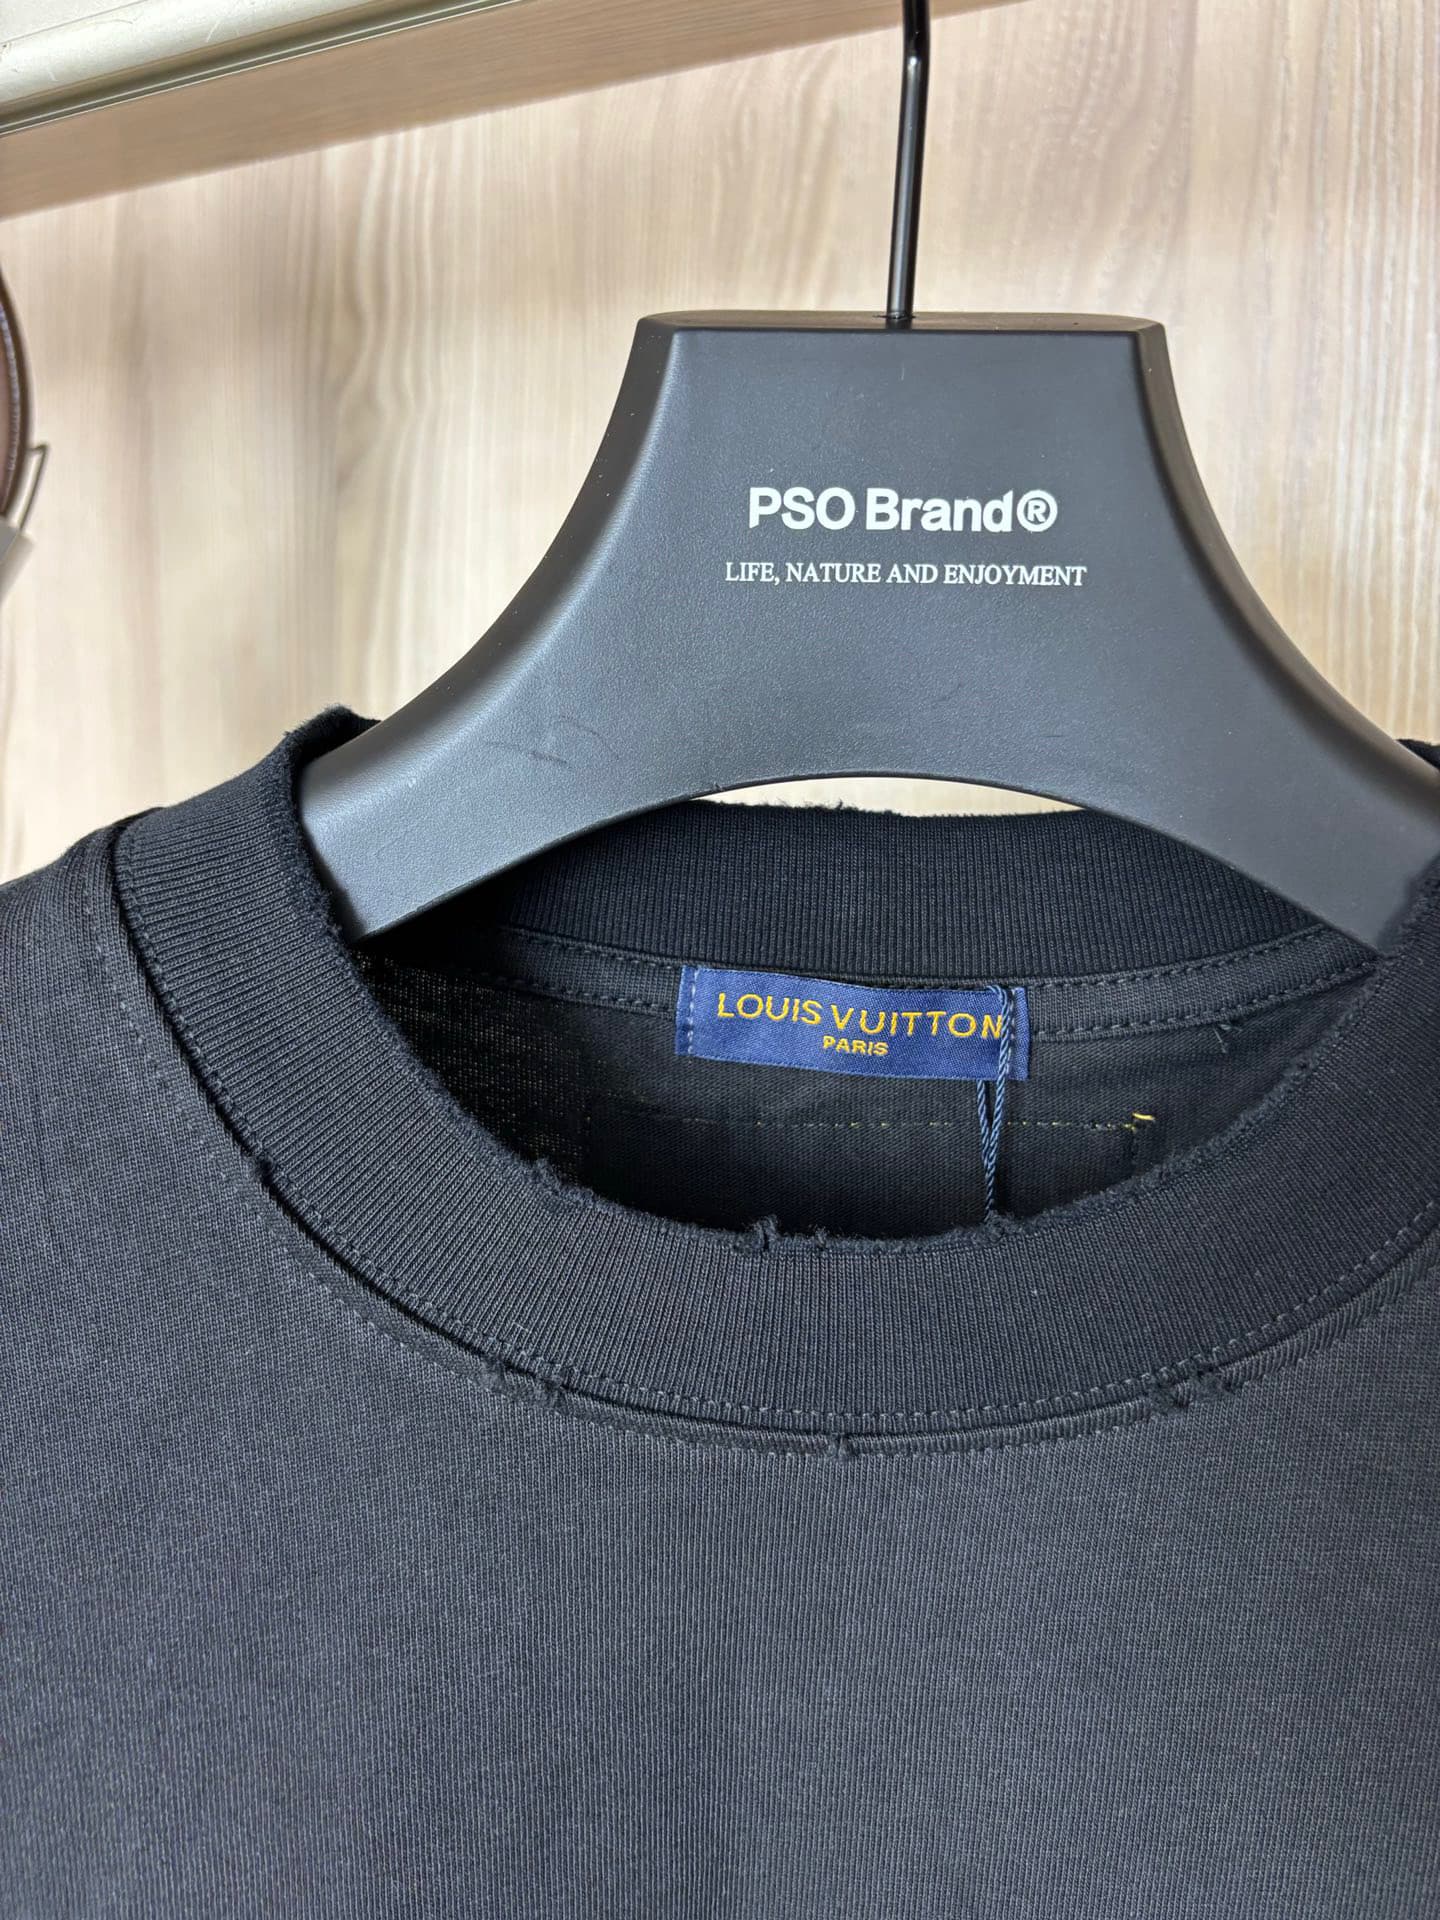 PSO Brand®
LIFE, NATURE AND ENJOYMENT
LOUIS VUITTON
PARIS